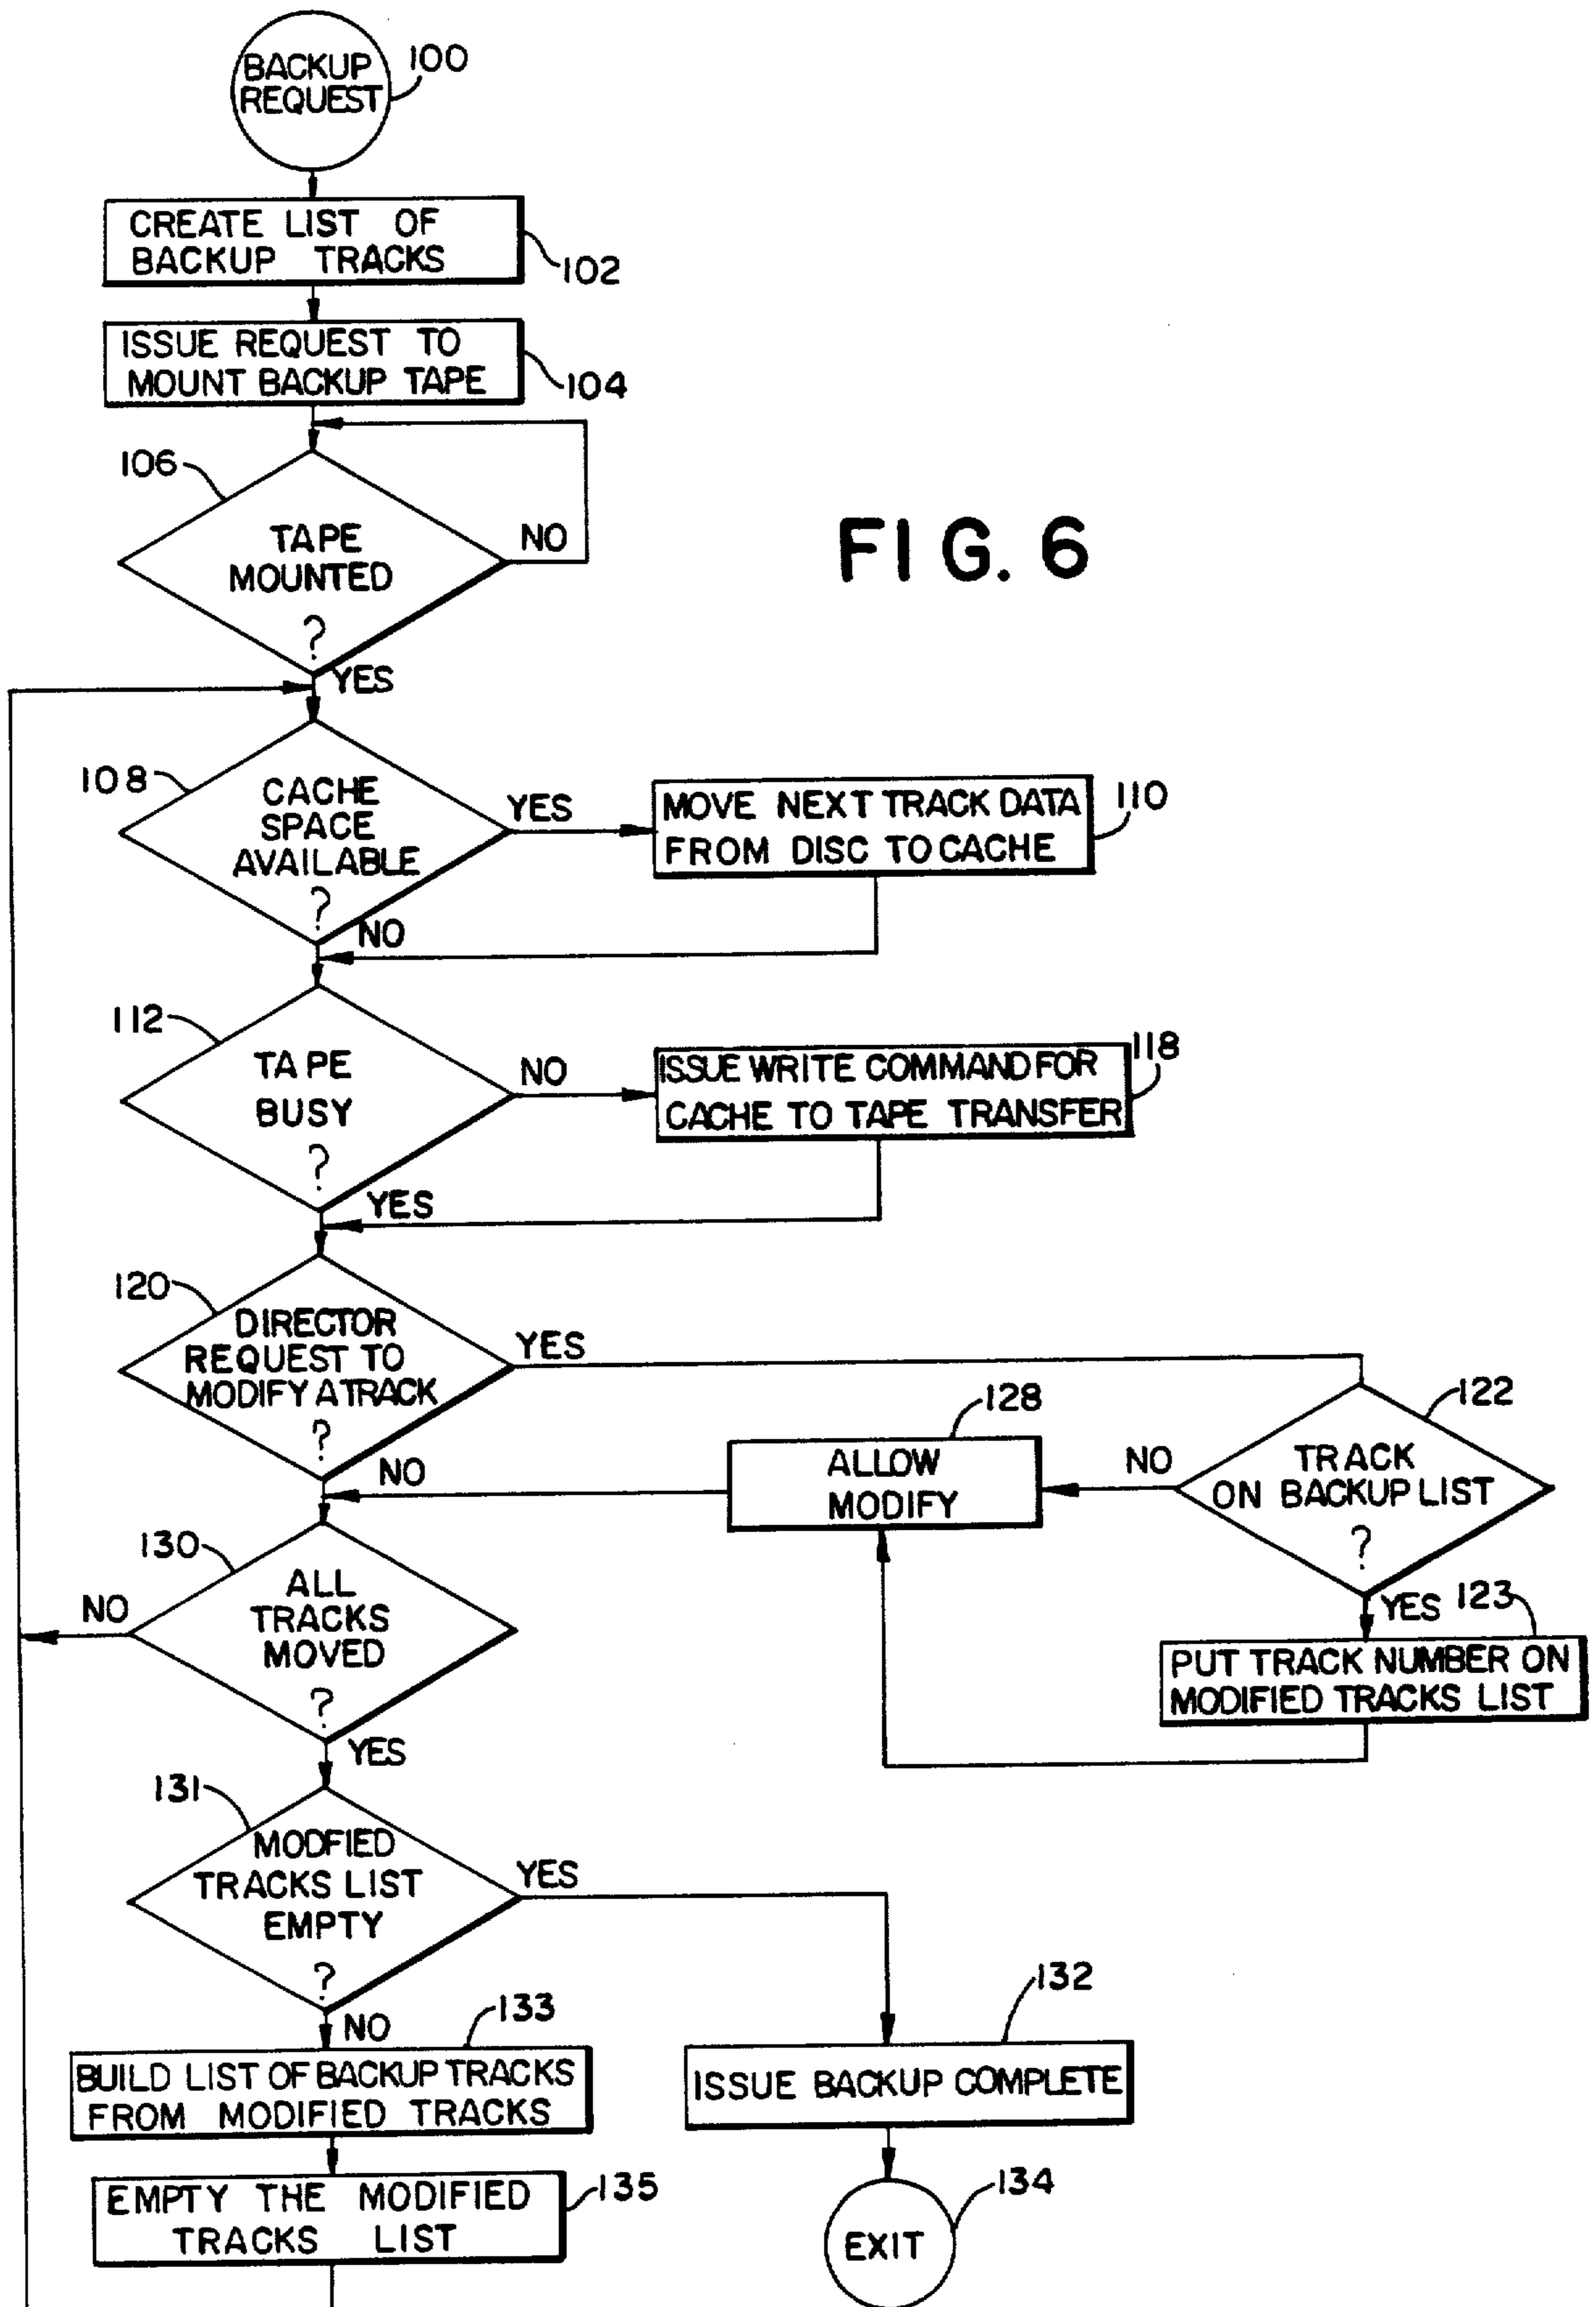 BACKUP
REQUEST
100
CREATE LIST OF
BACKUP TRACKS
102
ISSUE REQUEST TO
MOUNT BACKUP TAPE
104
106
TAPE
MOUNTED
?
NO
FIG. 6
YES
108
CACHE
SPACE
AVAILABLE
?
YES
MOVE NEXT TRACK DATA
FROM DISC TO CACHE
110
NO
112
TAPE
BUSY
?
NO
ISSUE WRITE COMMAND FOR
CACHE TO TAPE TRANSFER
118
YES
120
DIRECTOR
REQUEST TO
MODIFY A TRACK
?
YES
122
TRACK
ON BACKUP LIST
?
NO
128
ALLOW
MODIFY
NO
YES
123
PUT TRACK NUMBER ON
MODIFIED TRACKS LIST
130
ALL
TRACKS
MOVED
?
NO
YES
131
MODFIED
TRACKS LIST
EMPTY
?
YES
NO
133
BUILD LIST OF BACKUP TRACKS
FROM MODIFIED TRACKS
132
ISSUE BACKUP COMPLETE
EMPTY THE MODIFIED
TRACKS LIST
135
134
EXIT